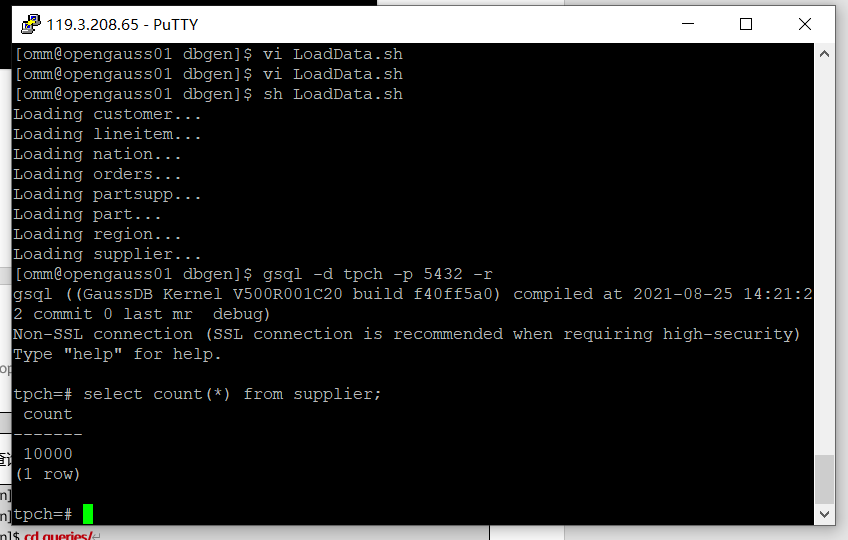 119.3.208.65 - PuTTY
[omm@opengauss01 dbgen]$ vi LoadData.sh
[omm@opengauss01 dbgen]$ vi LoadData.sh
[omm@opengauss01 dbgen]$ sh LoadData.sh
Loading customer...
Loading lineitem...
Loading nation...
Loading orders...
Loading partsupp...
Loading part...
Loading region...
Loading supplier...
[omm@opengauss01 dbgen]$ gsql -d tpch -p 5432 -r
gsql ((GaussDB Kernel V500R001C20 build f40ff5a0) compiled at 2021-08-25 14:21:2
2 commit 0 last mr  debug)
Non-SSL connection (SSL connection is recommended when requiring high-security)
Type "help" for help.
tpch=# select count(*) from supplier;
count
-------
10000
(1 row)
tpch=#
n]$ cd queries/